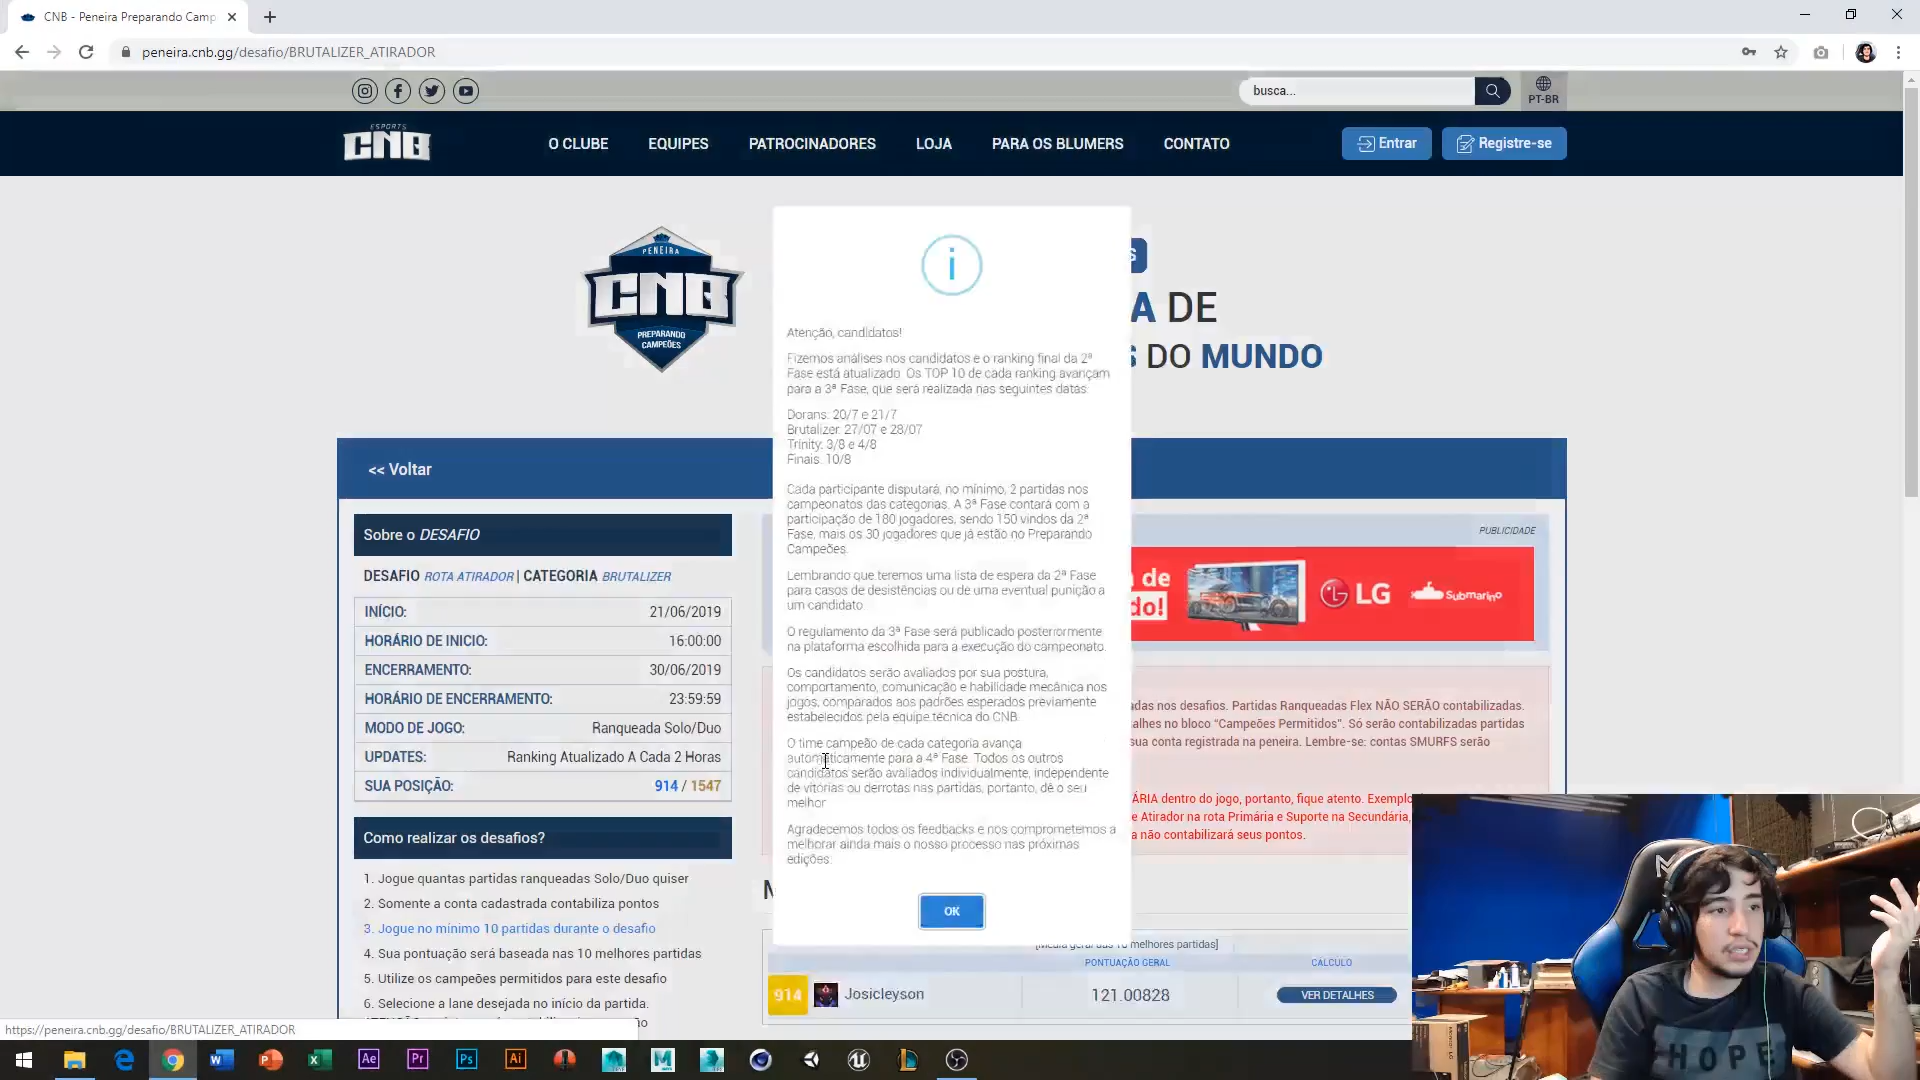 CNB - Peneira Preparando Camp
peneira.cnb.gg/desafio/BRUTALIZER_ATIRADOR
busca...
PT-BR
ESPORTS
CNB
O CLUBE
EQUIPES
PATROCINADORES
LOJA
PARA OS BLUMERS
CONTATO
Entrar
Registre-se
PENEIRA
CNB
PREPARANDO
CAMPEÕES
S
A DE
DO MUNDO
Atenção, candidatos!
Fizemos análises nos candidatos e o ranking final da 2ª
Fase está atualizado. Os TOP 10 de cada ranking avançam
para a 3ª Fase, que será realizada nas seguintes datas:
Dorans: 20/7 e 21/7
Brutalizer: 27/07 e 28/07
Trinity: 3/8 e 4/8
Finais: 10/8
Cada participante disputará, no mínimo, 2 partidas nos
campeonatos das categorias. A 3ª Fase contará com a
participação de 180 jogadores, sendo 150 vindos da 2ª
Fase, mais os 30 jogadores que já estão no Preparando
Campeões.
Lembrando que teremos uma lista de espera da 2ª Fase
para casos de desistências ou de uma eventual punição a
um candidato.
O regulamento da 3ª Fase será publicado posterrormente
na plataforma escolhida para a execução do campeonato.
Os candidatos serão avaliados por sua postura,
comportamento, comunicação e habilidade mecânica nos
jogos, comparados aos padrões esperados previamente
estabelecidos pela equipe técnica do CNB.
O time campeão de cada categoria avança
automaticamente para a 4ª Fase. Todos os outros
candidatos serão avaliados individualmente, independente
de vitórias ou derrotas nas partidas, portanto, dê o seu
melhor
Agradecemos todos os feedbacks e nos comprometemos a
melhorar ainda mais o nosso processo nas próximas
edições.
OK
<< Voltar
Sobre o DESAFIO
DESAFIO ROTA ATIRADOR | CATEGORIA BRUTALIZER
INÍCIO: 21/06/2019
HORÁRIO DE INICIO: 16:00:00
ENCERRAMENTO: 30/06/2019
HORÁRIO DE ENCERRAMENTO: 23:59:59
MODO DE JOGO: Ranqueada Solo/Duo
UPDATES: Ranking Atualizado A Cada 2 Horas
SUA POSIÇÃO: 914 / 1547
Como realizar os desafios?
1. Jogue quantas partidas ranqueadas Solo/Duo quiser
2. Somente a conta cadastrada contabiliza pontos
3. Jogue no mínimo 10 partidas durante o desafio
4. Sua pontuação será baseada nas 10 melhores partidas
5. Utilize os campeões permitidos para este desafio
6. Selecione a lane desejada no início da partida.
PUBLICIDADE
de
do!
LG
Submarino
adas nos desafios. Partidas Ranqueadas Flex NÃO SERÃO contabilizadas.
alhes no bloco "Campeões Permitidos". Só serão contabilizadas partidas
sua conta registrada na peneira. Lembre-se: contas SMURFS serão
ÁRIA dentro do jogo, portanto, fique atento. Exemplo
e Atirador na rota Primária e Suporte na Secundária,
a não contabilizará seus pontos.
M
[Média geral das 10 melhores partidas]
PONTUAÇÃO GERAL
CÁLCULO
914
Josicleyson
121.00828
VER DETALHES
https://peneira.cnb.gg/desafio/BRUTALIZER_ATIRADOR
HOPE